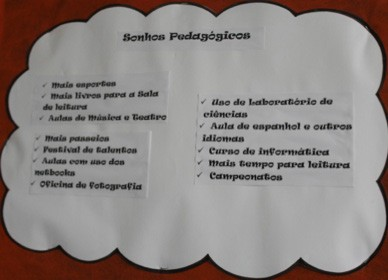 Sonhos Pedagógicos
✓ Mais esportes
✓ Mais livros para a Sala
de leitura
✓ Aulas de Música e Teatro
✓ Mais passeios
✓ Festival de talentos
✓ Aulas com uso dos
netbooks
✓ Oficina de fotografia
✓ Uso de Laboratório de
ciências
✓ Aula de espanhol e outros
idiomas
✓ Curso de informática
✓ Mais tempo para leitura
✓ Campeonatos